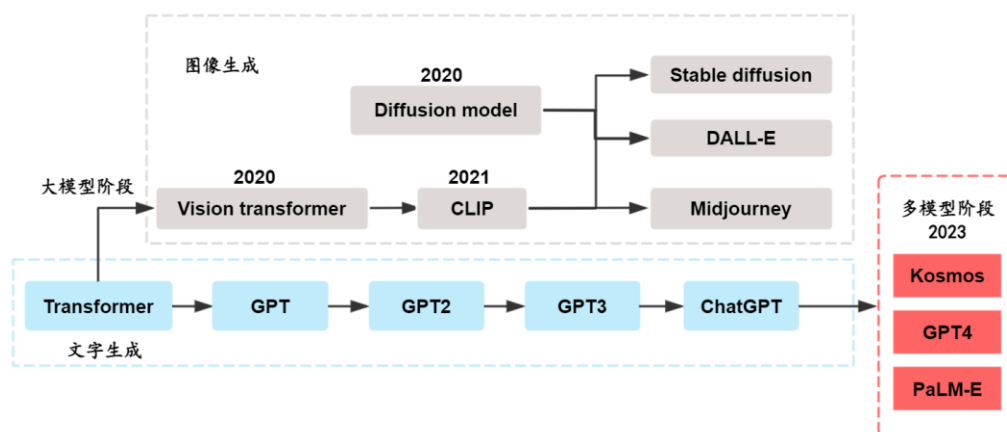 图像生成
2020
Diffusion model
Stable diffusion
DALL-E
大模型阶段
2020
Vision transformer
2021
CLIP
Midjourney
Transformer
GPT
GPT2
GPT3
ChatGPT
文字生成
多模型阶段
2023
Kosmos
GPT4
PaLM-E